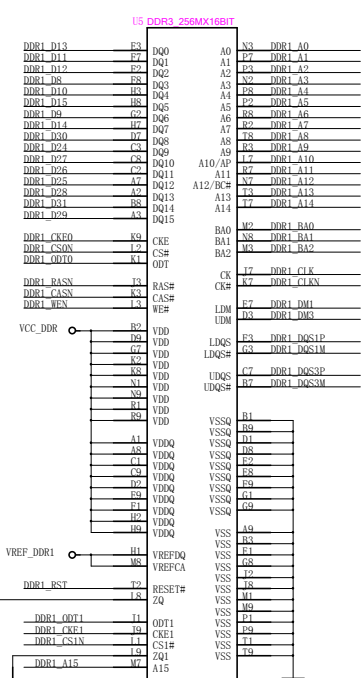 U5 DDR3_256MX16BIT
DDR1_D13 E3 DQ0 A0 N3 DDR1_A0
DDR1_D11 F7 DQ1 A1 P7 DDR1_A1
DDR1_D12 F2 DQ2 A2 P3 DDR1_A2
DDR1_D8 F8 DQ3 A3 N2 DDR1_A3
DDR1_D10 H3 DQ4 A4 P8 DDR1_A4
DDR1_D15 H8 DQ5 A5 P2 DDR1_A5
DDR1_D9 G2 DQ6 A6 R8 DDR1_A6
DDR1_D14 H7 DQ7 A7 R2 DDR1_A7
DDR1_D30 D7 DQ8 A8 T8 DDR1_A8
DDR1_D24 C3 DQ9 A9 R3 DDR1_A9
DDR1_D27 C8 DQ10 A10/AP L7 DDR1_A10
DDR1_D26 C2 DQ11 A11 R7 DDR1_A11
DDR1_D25 A7 DQ12 A12/BC# N7 DDR1_A12
DDR1_D28 A2 DQ13 A13 T3 DDR1_A13
DDR1_D31 B8 DQ14 A14 T7 DDR1_A14
DDR1_D29 A3 DQ15
BA0 M2 DDR1_BA0
DDR1_CKE0 K9 CKE BA1 N8 DDR1_BA1
DDR1_CS0N L2 CS# BA2 M3 DDR1_BA2
DDR1_ODT0 K1 ODT
CK J7 DDR1_CLK
DDR1_RASN J3 RAS# CK# K7 DDR1_CLKN
DDR1_CASN K3 CAS#
DDR1_WEN L3 WE# LDM E7 DDR1_DM1
UDM D3 DDR1_DM3
VCC_DDR B2 VDD
D9 VDD LDQS F3 DDR1_DQS1P
G7 VDD LDQS# G3 DDR1_DQS1M
K2 VDD
K8 VDD UDQS C7 DDR1_DQS3P
N1 VDD UDQS# B7 DDR1_DQS3M
N9 VDD
R1 VDD
R9 VDD VSSQ B1
VSSQ B9
A1 VDDQ VSSQ D1
A8 VDDQ VSSQ D8
C1 VDDQ VSSQ E2
C9 VDDQ VSSQ E8
D2 VDDQ VSSQ F9
E9 VDDQ VSSQ G1
F1 VDDQ VSSQ G9
H2 VDDQ
H9 VDDQ VSS A9
VSS B3
VREF_DDR1 H1 VREFDQ VSS E1
M8 VREFCA VSS G8
VSS J2
DDR1_RST T2 RESET# VSS J8
L8 ZQ VSS M1
VSS M9
DDR1_ODT1 J1 ODT1 VSS P1
DDR1_CKE1 J9 CKE1 VSS P9
DDR1_CS1N L1 CS1# VSS T1
L9 ZQ1 VSS T9
DDR1_A15 M7 A15